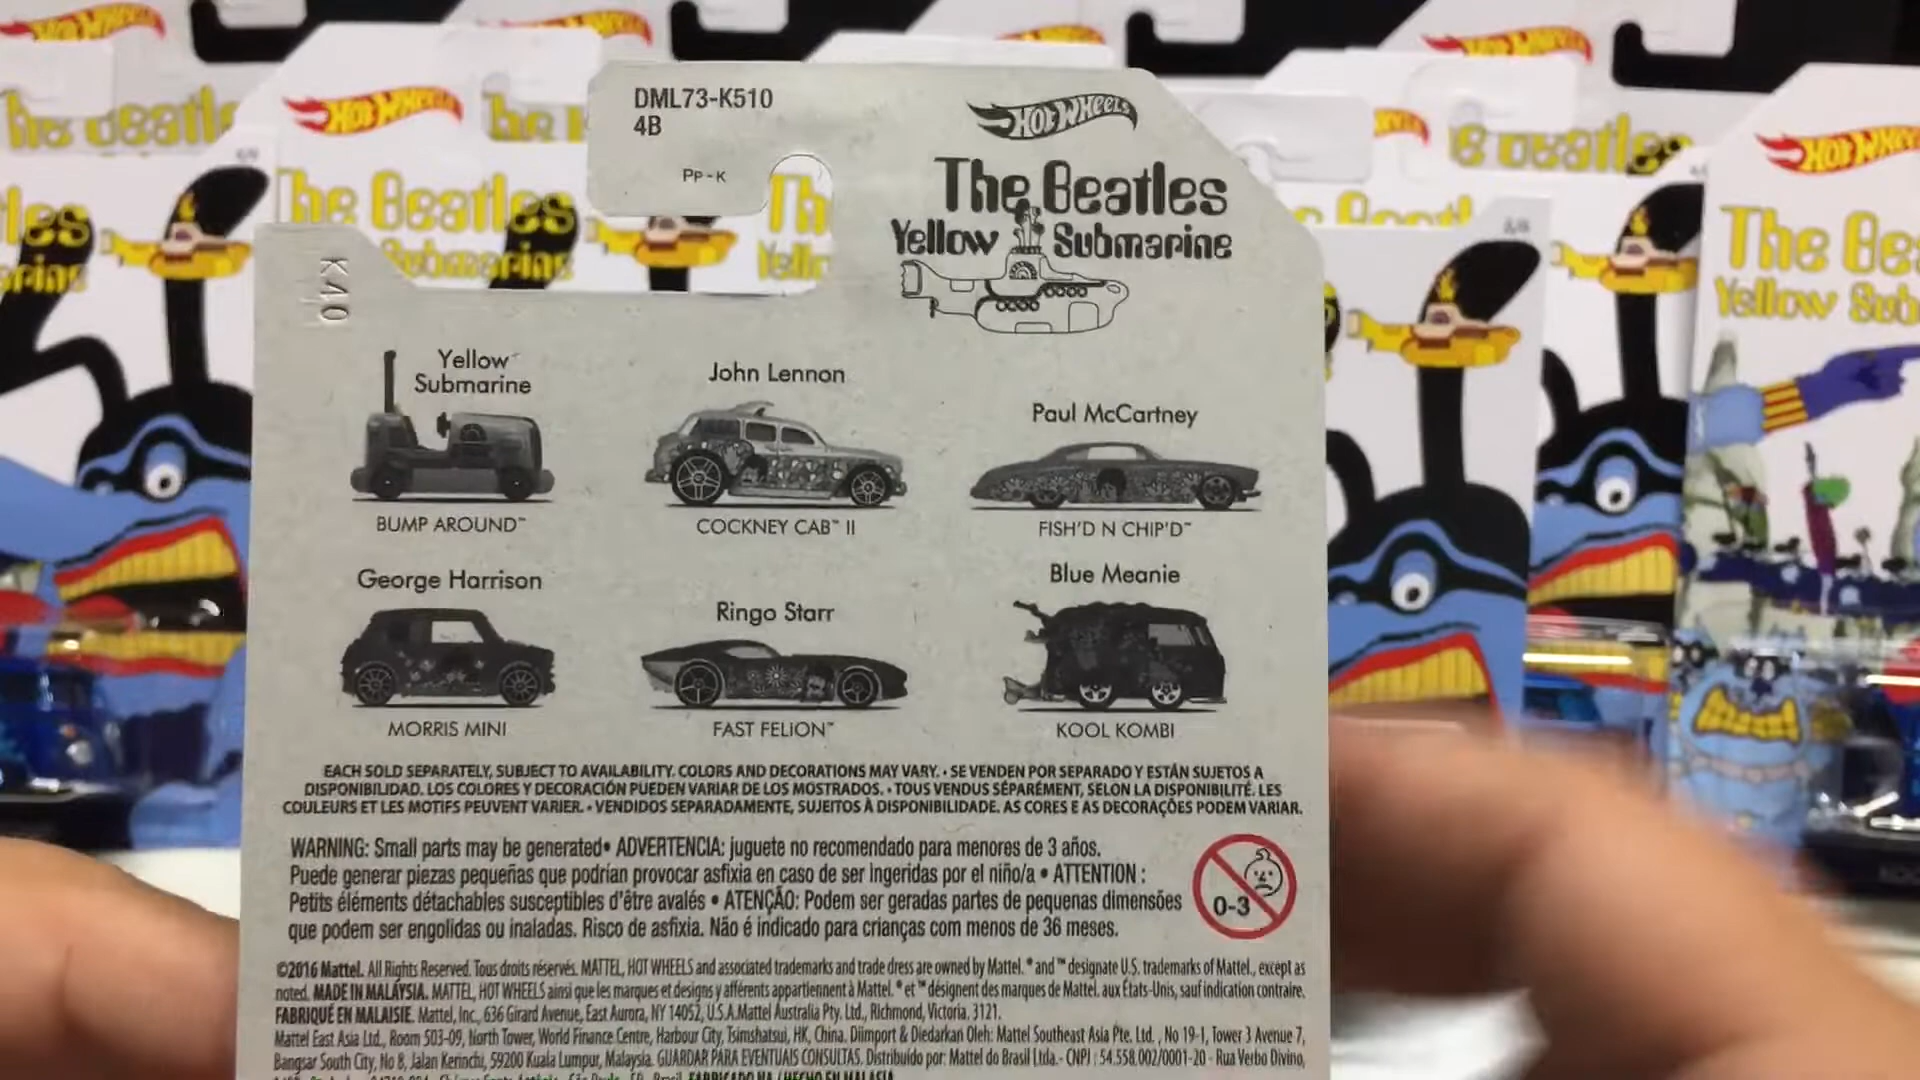 DML73-K510
4B
PP-K
HOT WHEELS
The Beatles
Yellow Submarine
K40
Yellow Submarine
BUMP AROUND™
John Lennon
COCKNEY CAB™ II
Paul McCartney
FISH'D N CHIP'D™
George Harrison
MORRIS MINI
Ringo Starr
FAST FELION™
Blue Meanie
KOOL KOMBI
EACH SOLD SEPARATELY, SUBJECT TO AVAILABILITY. COLORS AND DECORATIONS MAY VARY. • SE VENDEN POR SEPARADO Y ESTÁN SUJETOS A
DISPONIBILIDAD. LOS COLORES Y DECORACIÓN PUEDEN VARIAR DE LOS MOSTRADOS. • TOUS VENDUS SÉPARÉMENT, SELON LA DISPONIBILITÉ. LES
COULEURS ET LES MOTIFS PEUVENT VARIER. • VENDIDOS SEPARADAMENTE, SUJEITOS À DISPONIBILIDADE. AS CORES E AS DECORAÇÕES PODEM VARIAR.
WARNING: Small parts may be generated• ADVERTENCIA: juguete no recomendado para menores de 3 años.
Puede generar piezas pequeñas que podrían provocar asfixia en caso de ser ingeridas por el niño/a • ATTENTION :
Petits éléments détachables susceptibles d'être avalés • ATENÇÃO: Podem ser geradas partes de pequenas dimensões
que podem ser engolidas ou inaladas. Risco de asfixia. Não é indicado para crianças com menos de 36 meses.
0-3
©2016 Mattel. All Rights Reserved. Tous droits réservés. MATTEL, HOT WHEELS and associated trademarks and trade dress are owned by Mattel. ® and ™ designate U.S. trademarks of Mattel, except as
noted. MADE IN MALAYSIA. MATTEL, HOT WHEELS ainsi que les marques et designs y afférents appartiennent à Mattel. ® et ™ désignent des marques de Mattel aux États-Unis, sauf indication contraire.
FABRIQUÉ EN MALAISIE. Mattel, Inc., 636 Girard Avenue, East Aurora, NY 14052, U.S.A. Mattel Australia Pty. Ltd., Richmond, Victoria. 3121.
Mattel East Asia Ltd., Room 503-09, North Tower, World Finance Centre, Harbour City, Tsimshatsui, HK, China. Diimport & Diedarkan Oleh: Mattel Southeast Asia Pte. Ltd., No 19-1, Tower 3 Avenue 7,
Bangsar South City, No 8, Jalan Kerinchi, 59200 Kuala Lumpur, Malaysia. GUARDAR PARA EVENTUAIS CONSULTAS. Distribuído por: Mattel do Brasil Ltda.- CNPJ : 54.558.002/0001-20 - Rua Verbo Divino,
HOT WHEELS
The Beatles
Submarine
HOT WHEELS
The Bea
Yellow Sub